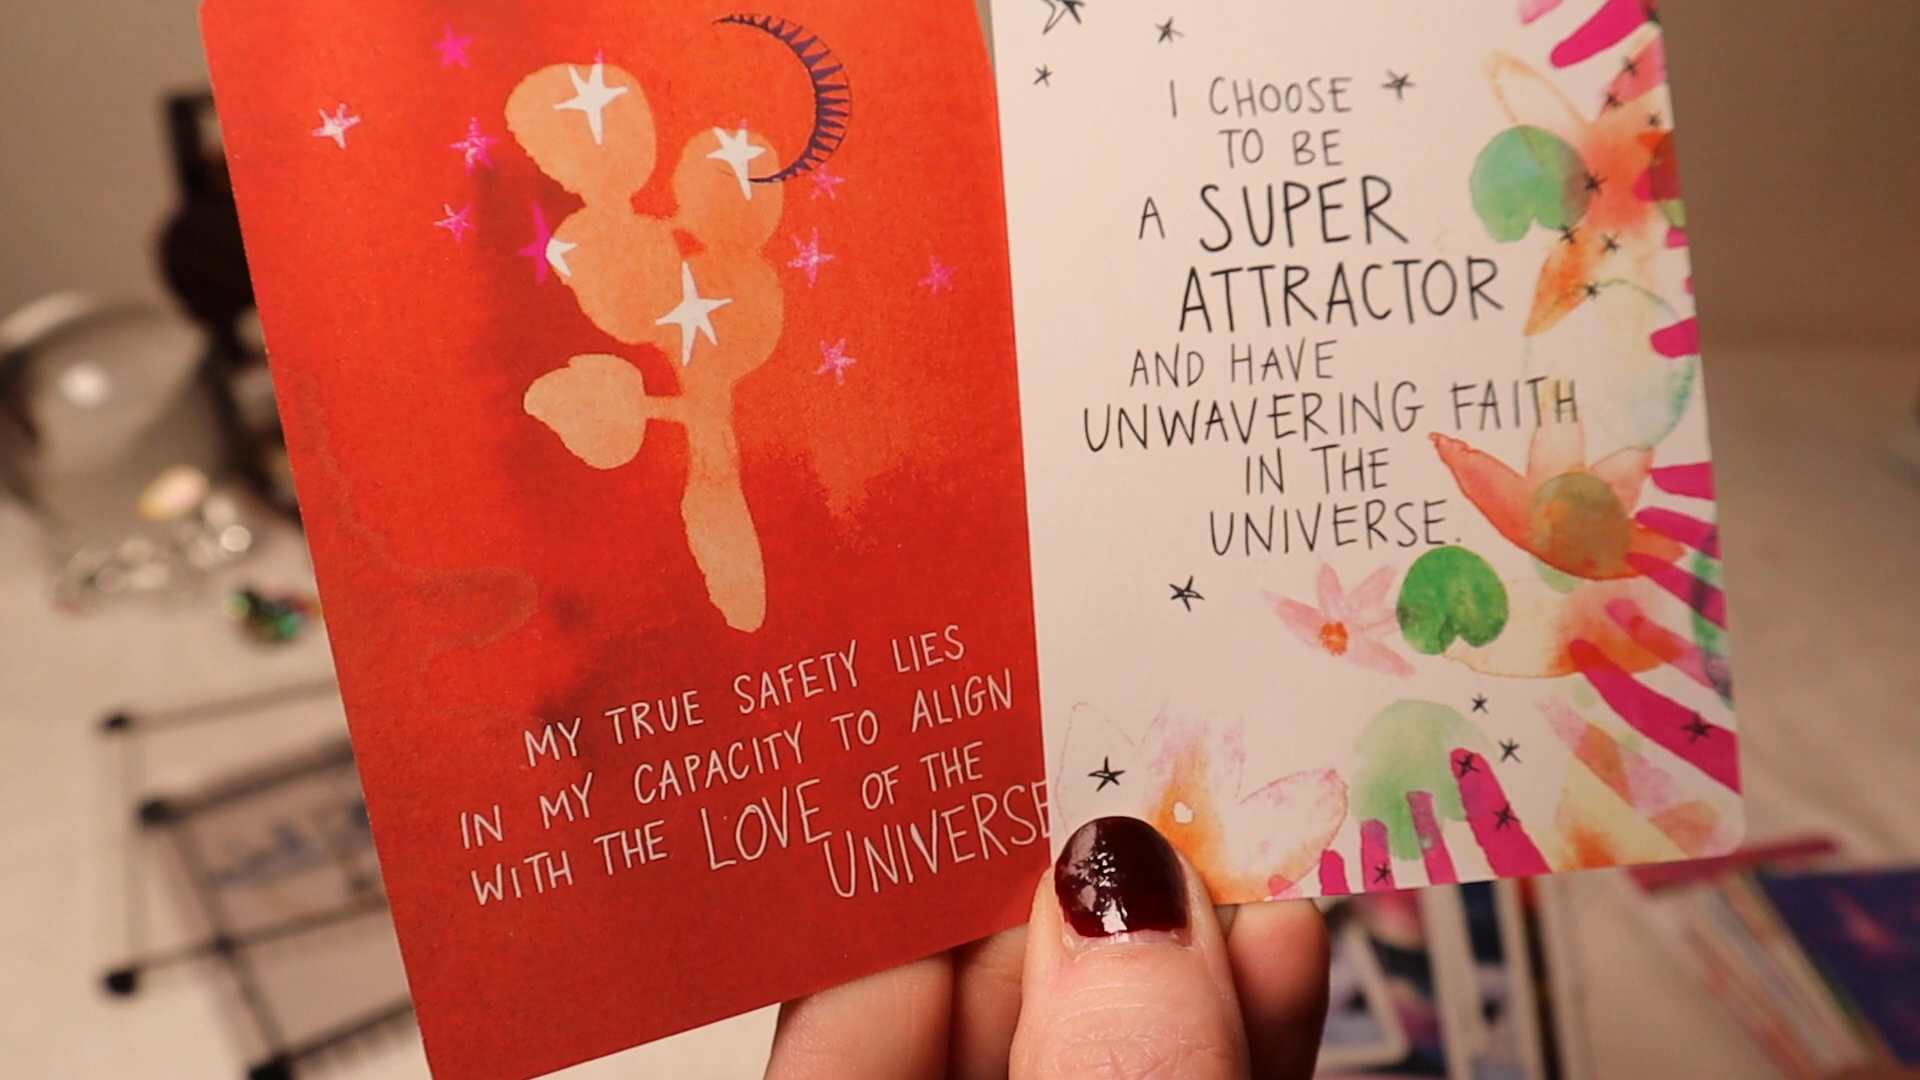 MY TRUE SAFETY LIES
IN MY CAPACITY TO ALIGN
WITH THE LOVE OF THE
UNIVERSE
I CHOOSE
TO BE
A SUPER
ATTRACTOR
AND HAVE
UNWAVERING FAITH
IN THE
UNIVERSE.